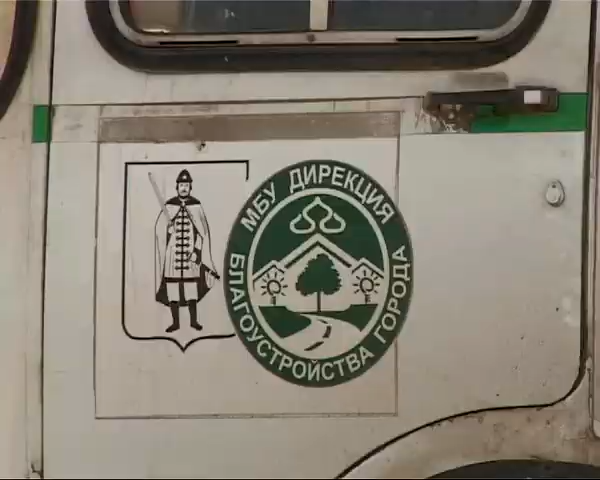 МБУ ДИРЕКЦИЯ
БЛАГОУСТРОЙСТВА ГОРОДА